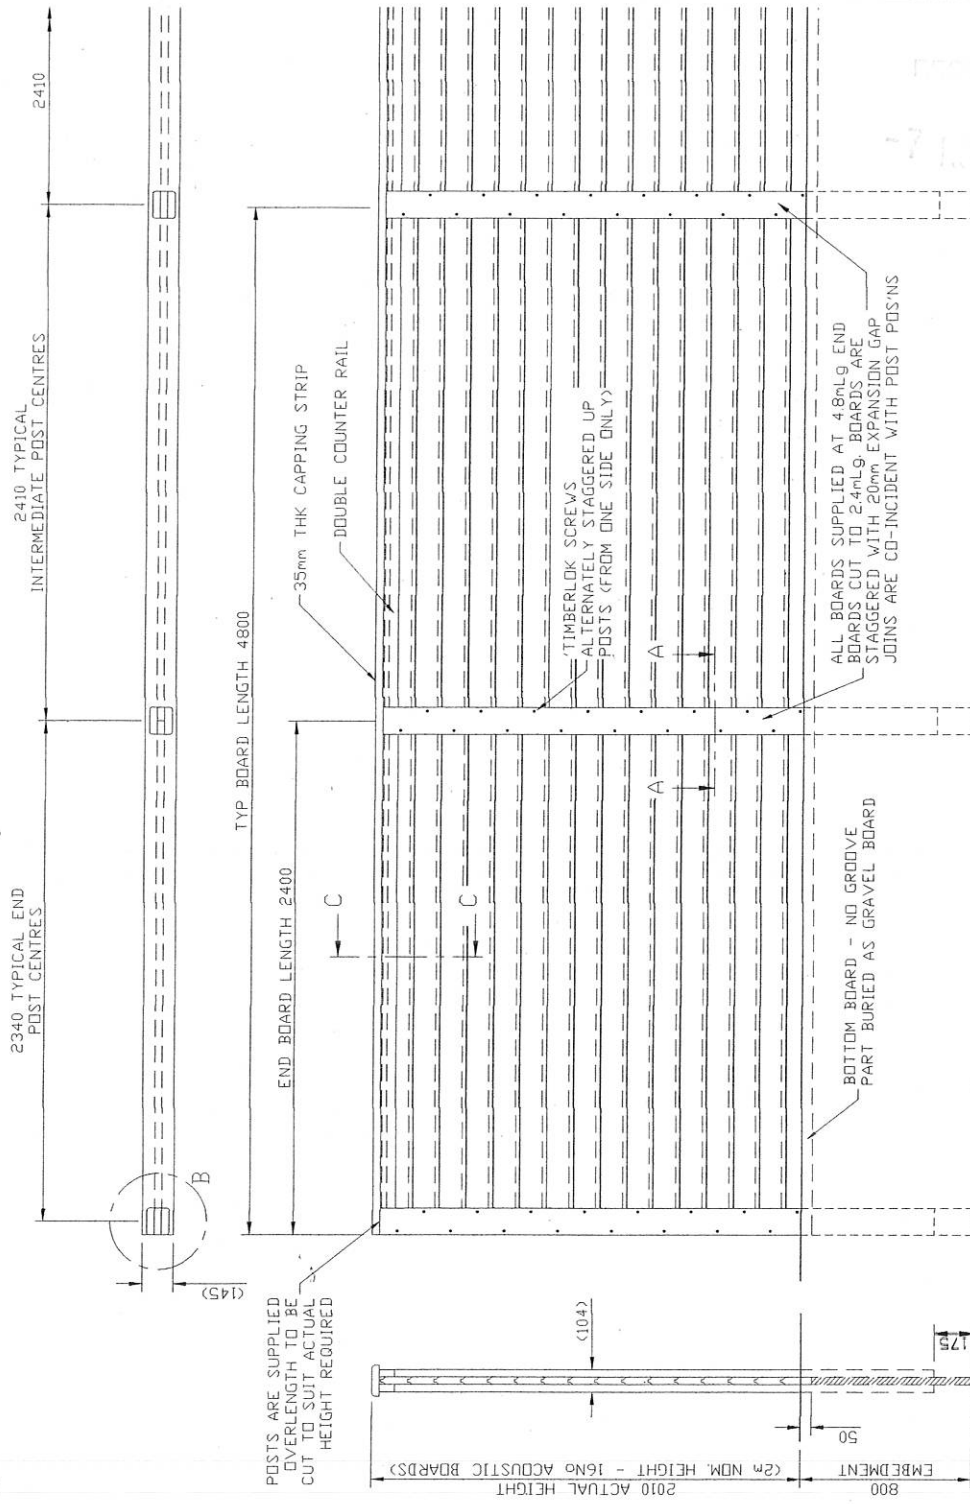 2340 TYPICAL END
POST CENTRES
2410 TYPICAL
INTERMEDIATE POST CENTRES
2410
B
(145)
TYP BOARD LENGTH 4800
END BOARD LENGTH 2400
35mm THK CAPPING STRIP
DOUBLE COUNTER RAIL
C
C
'TIMBERLOK SCREWS
ALTERNATELY STAGGERED UP
POSTS (FROM ONE SIDE ONLY)
A
A
ALL BOARDS SUPPLIED AT 4.8mLg END
BOARDS CUT TO 2.4mLg. BOARDS ARE
STAGGERED WITH 20mm EXPANSION GAP
JOINS ARE CO-INCIDENT WITH POST POS'NS
BOTTOM BOARD - NO GROOVE
PART BURIED AS GRAVEL BOARD
POSTS ARE SUPPLIED
OVERLENGTH TO BE
CUT TO SUIT ACTUAL
HEIGHT REQUIRED
(104)
175
50
2010 ACTUAL HEIGHT
(2m NOM. HEIGHT - 16No ACOUSTIC BOARDS)
800
EMBEDMENT